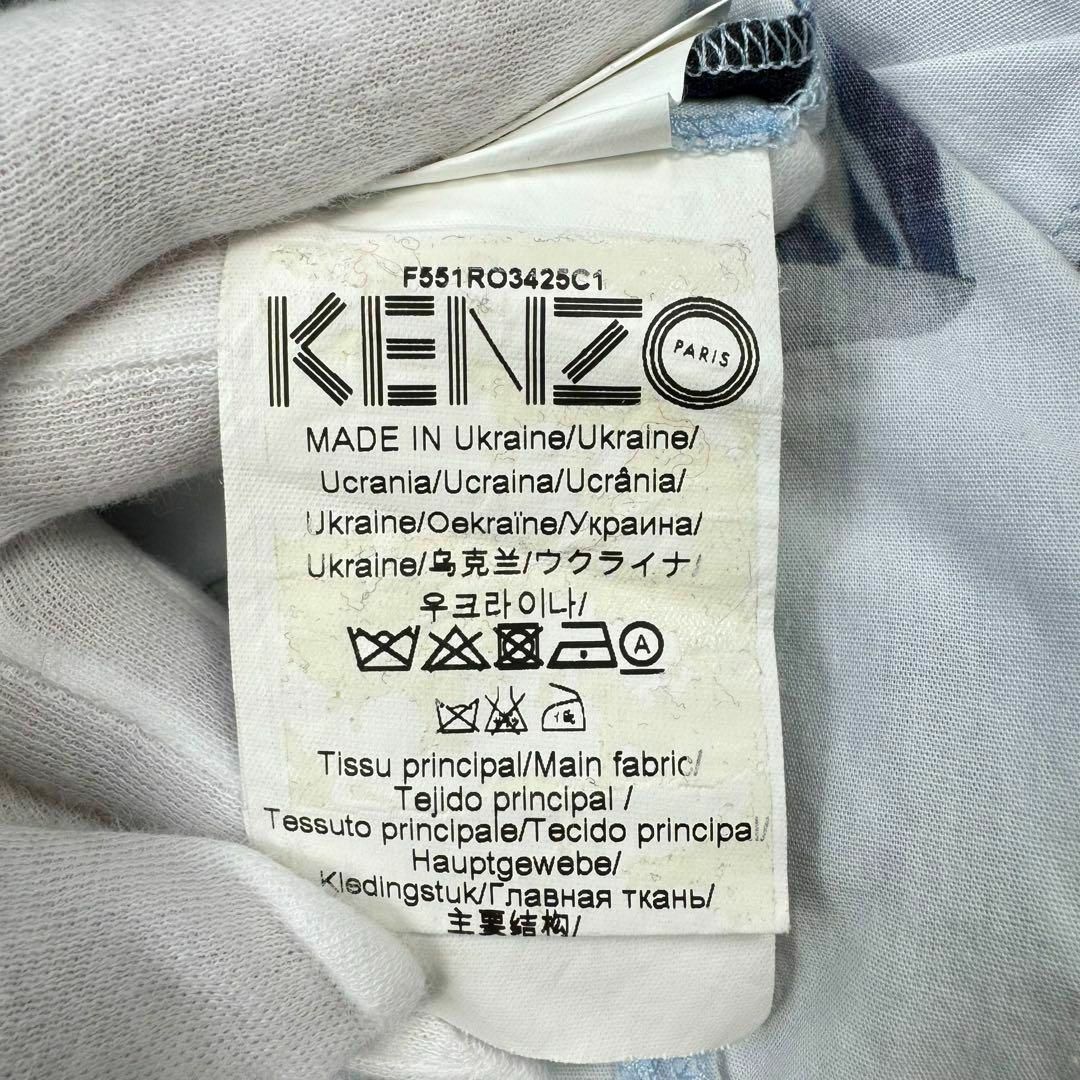 F551RO3425C1
KENZO PARIS
MADE IN Ukraine/Ukraine/
Ucrania/Ucraina/Ucrânia/
Ukraine/Oekraïne/Украина/
Ukraine/乌克兰/ウクライナ/
우크라이나/
A
低
Tissu principal/Main fabric/
Tejido principal /
Tessuto principale/Tecido principal/
Hauptgewebe/
Kledingstuk/Главная ткань/
主要结构/